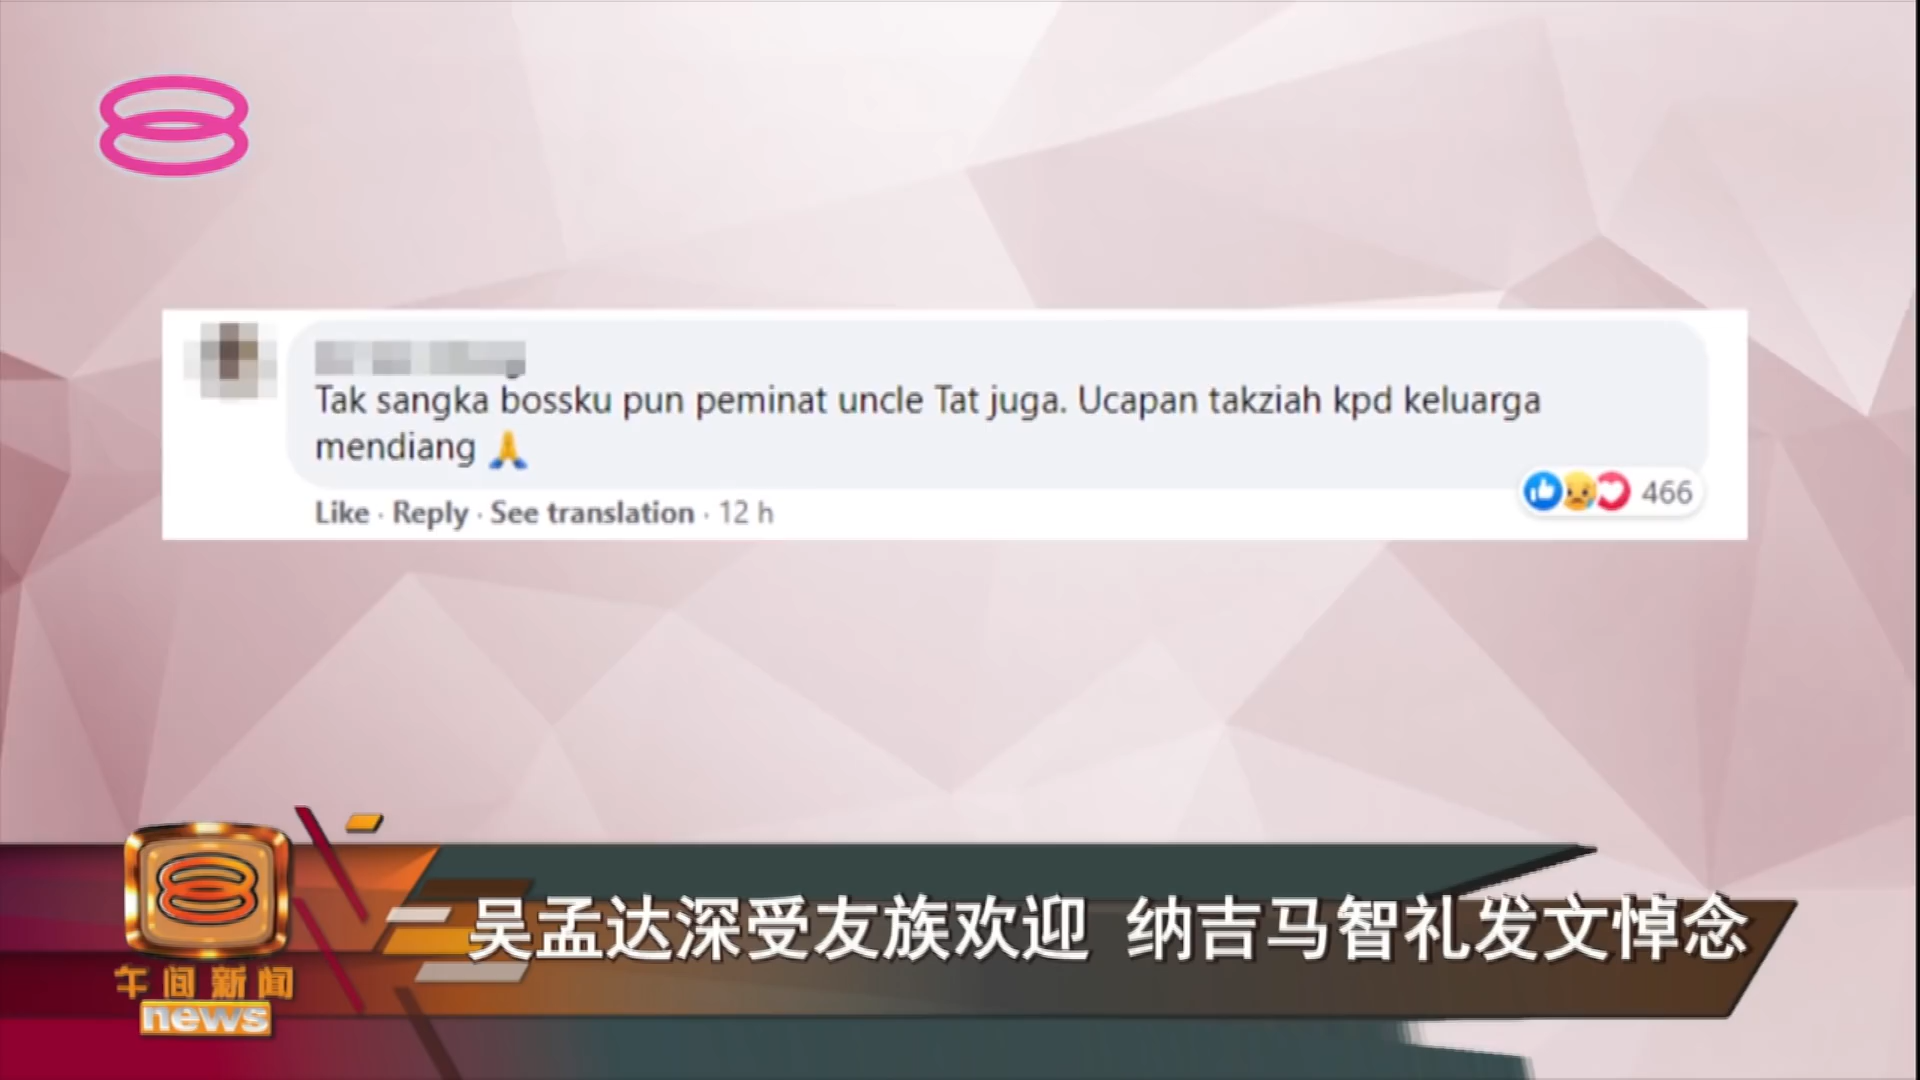 Tak sangka bossku pun peminat uncle Tat juga. Ucapan takziah kpd keluarga
mendiang 🙏
Like · Reply · See translation · 12 h
466
吴孟达深受友族欢迎 纳吉马智礼发文悼念
午间新闻
news